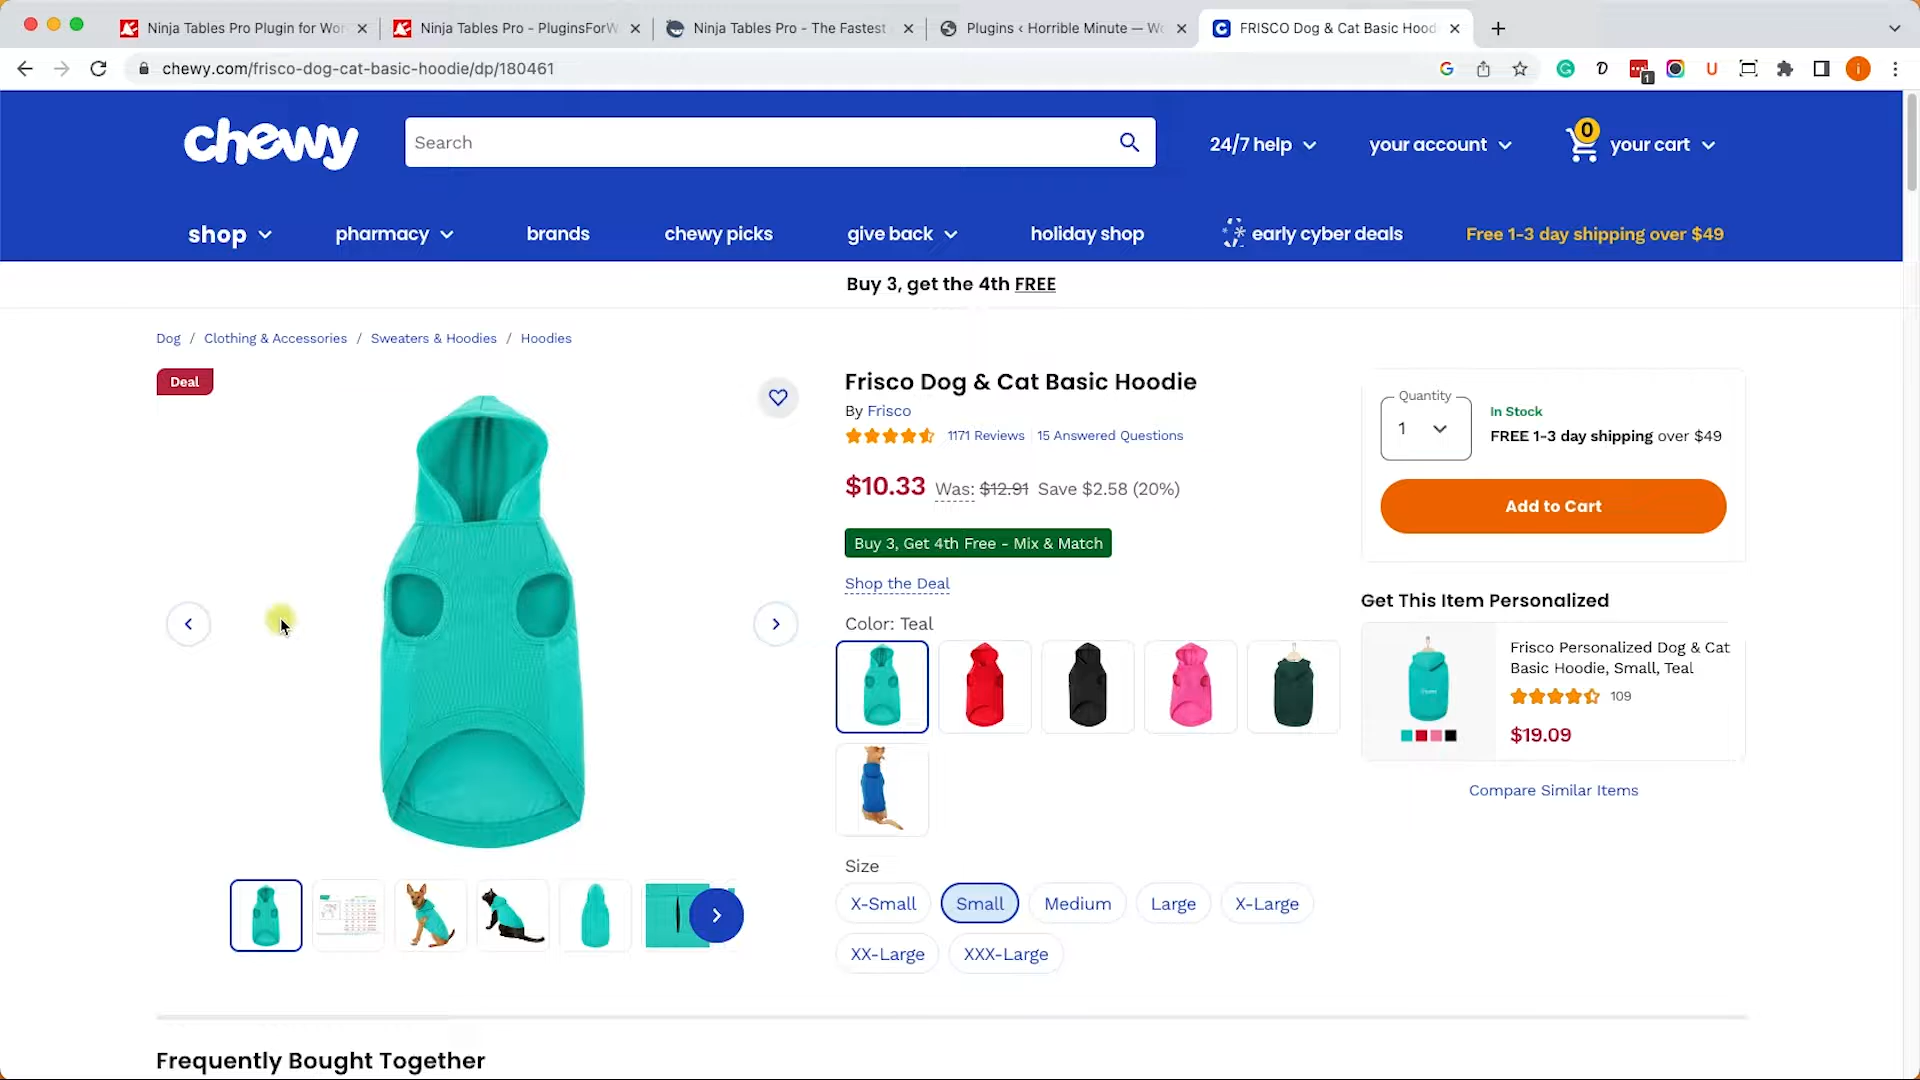 Ninja Tables Pro Plugin for Wor
Ninja Tables Pro - PluginsForW
Ninja Tables Pro - The Fastest
Plugins ‹ Horrible Minute — Wo
FRISCO Dog & Cat Basic Hood
chewy.com/frisco-dog-cat-basic-hoodie/dp/180461
1
i
chewy
Search
24/7 help
your account
0
your cart
shop
pharmacy
brands
chewy picks
give back
holiday shop
early cyber deals
Free 1-3 day shipping over $49
Buy 3, get the 4th FREE
Dog / Clothing & Accessories / Sweaters & Hoodies / Hoodies
Deal
Frisco Dog & Cat Basic Hoodie
By Frisco
1171 Reviews
15 Answered Questions
$10.33 Was: $12.91 Save $2.58 (20%)
Buy 3, Get 4th Free - Mix & Match
Shop the Deal
Color: Teal
Size
X-Small
Small
Medium
Large
X-Large
XX-Large
XXX-Large
Quantity
1
In Stock
FREE 1-3 day shipping over $49
Add to Cart
Get This Item Personalized
Frisco Personalized Dog & Cat
Basic Hoodie, Small, Teal
109
$19.09
Compare Similar Items
Frequently Bought Together